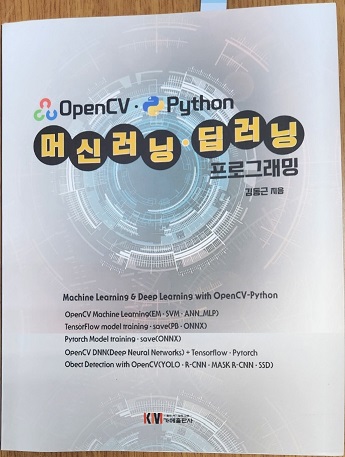 OpenCV · Python
머신러닝·딥러닝
프로그래밍
김동근 지음
Machine Learning & Deep Learning with OpenCV-Python
OpenCV Machine Learning(EM · SVM · ANN_MLP)
TensorFlow model training · save(PB · ONNX)
Pytorh Model training · save(ONNX)
OpenCV DNN(Deep Neural Networks) + Tensorflow · Pytorch
Obect Detection with OpenCV(YOLO · R-CNN · MASK R-CNN · SSD)
KM
가메출판사